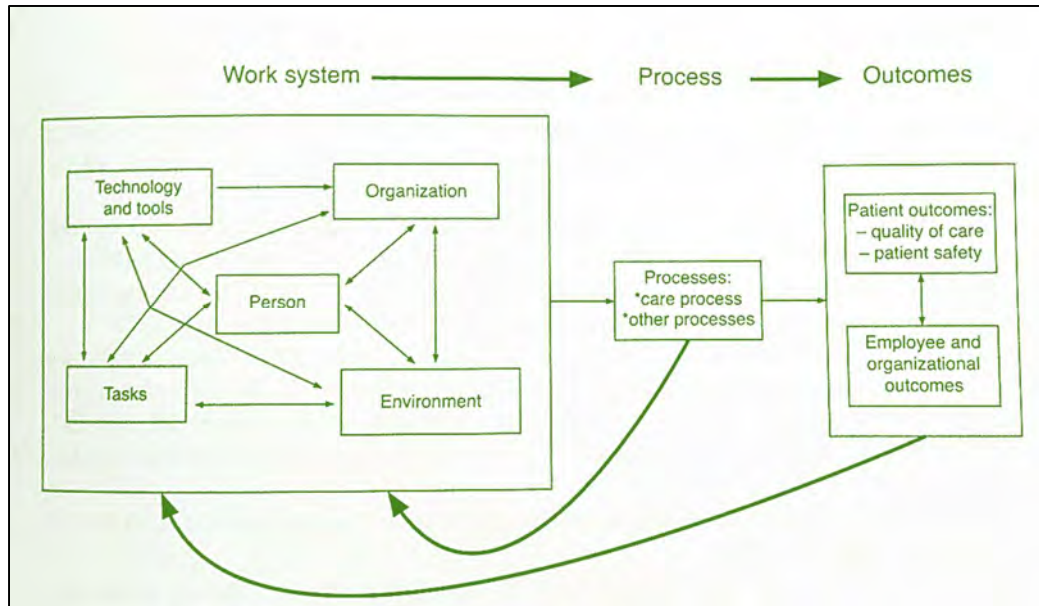 Work system
Process
Outcomes
Technology
and tools
Organization
Person
Tasks
Environment
Processes:
*care process
*other processes
Patient outcomes:
– quality of care
– patient safety
Employee and
organizational
outcomes